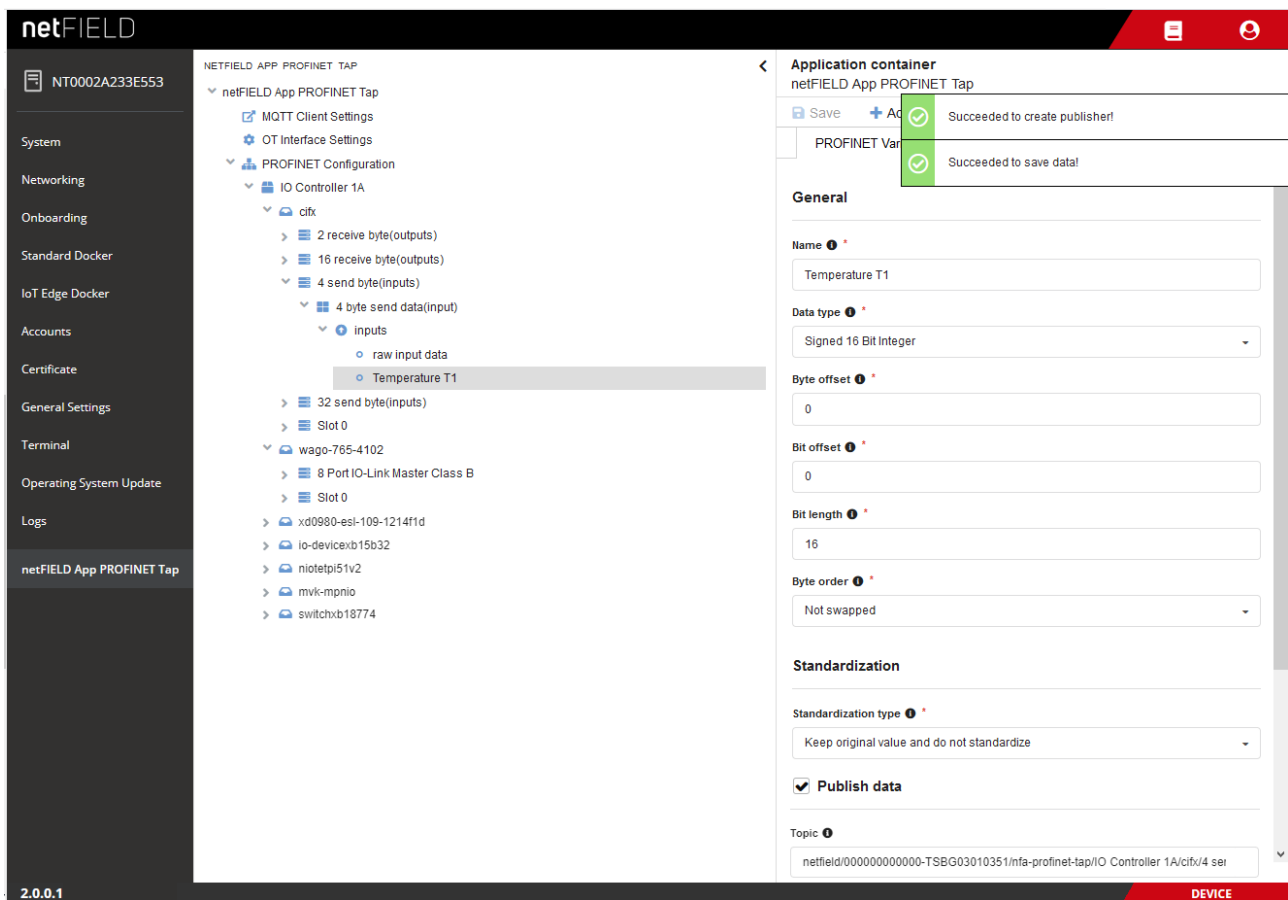 netFIELD
NT0002A233E553
System
Networking
Onboarding
Standard Docker
IoT Edge Docker
Accounts
Certificate
General Settings
Terminal
Operating System Update
Logs
netFIELD App PROFINET Tap
2.0.0.1
NETFIELD APP PROFINET TAP
netFIELD App PROFINET Tap
MQTT Client Settings
OT Interface Settings
PROFINET Configuration
IO Controller 1A
cifx
2 receive byte(outputs)
16 receive byte(outputs)
4 send byte(inputs)
4 byte send data(input)
inputs
raw input data
Temperature T1
32 send byte(inputs)
Slot 0
wago-765-4102
8 Port IO-Link Master Class B
Slot 0
xd0980-esl-109-1214f1d
io-devicexb15b32
niotetpi51v2
mvk-mpnio
switchxb18774
Application container
netFIELD App PROFINET Tap
Save
Ad
Succeeded to create publisher!
PROFINET Var
Succeeded to save data!
General
Name *
Temperature T1
Data type *
Signed 16 Bit Integer
Byte offset *
0
Bit offset *
0
Bit length *
16
Byte order *
Not swapped
Standardization
Standardization type *
Keep original value and do not standardize
Publish data
Topic
netfield/000000000000-TSBG03010351/nfa-profinet-tap/IO Controller 1A/cifx/4 ser
DEVICE